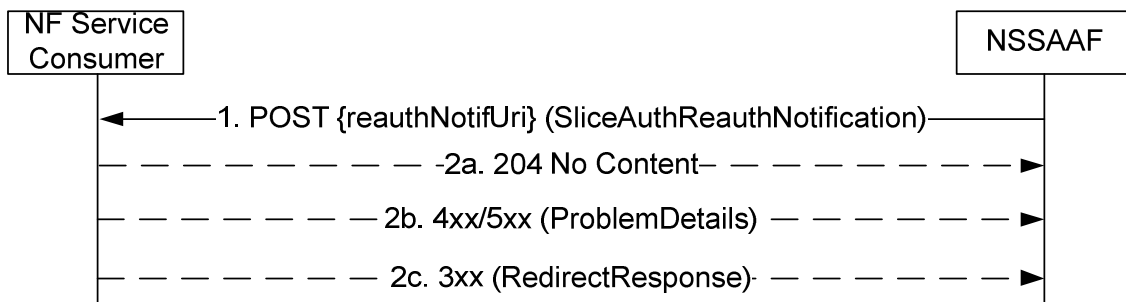 NF Service
Consumer
NSSAAF
1. POST {reauthNotifUri} (SliceAuthReauthNotification)
2a. 204 No Content
2b. 4xx/5xx (ProblemDetails)
2c. 3xx (RedirectResponse)